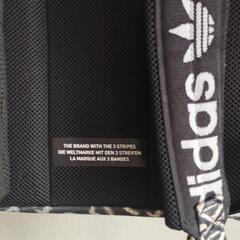 THE BRAND WITH THE 3 STRIPES
DIE WELTMARKE MIT DEN 3 STREIFEN
LA MARQUE AUX 3 BANDES
adidas